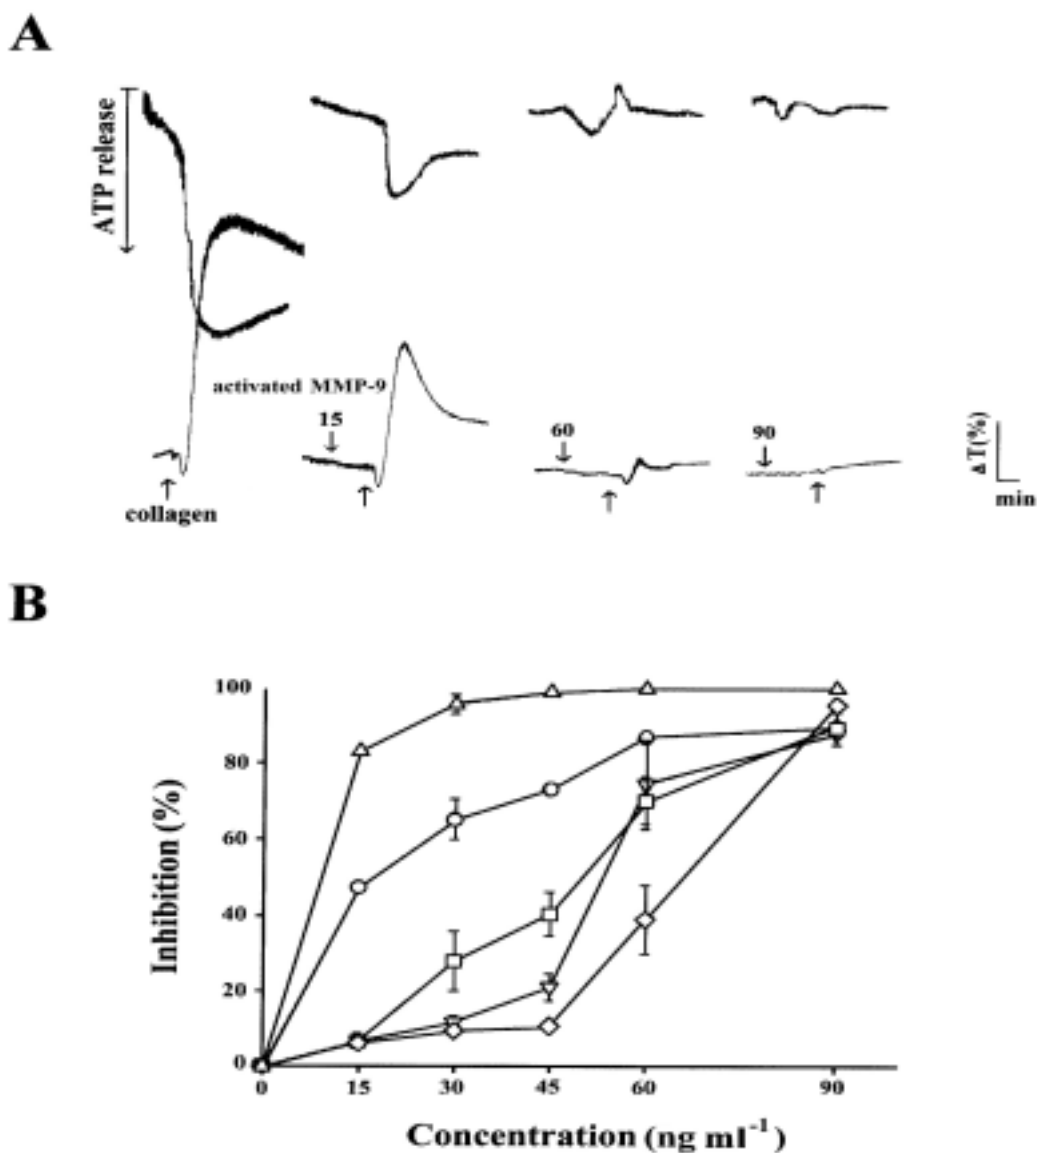 A
ATP release
activated MMP-9
15
60
90
collagen
ΔT(%)
min
B
Inhibition (%)
100
80
60
40
20
0
0 15 30 45 60 90
Concentration (ng ml⁻¹)